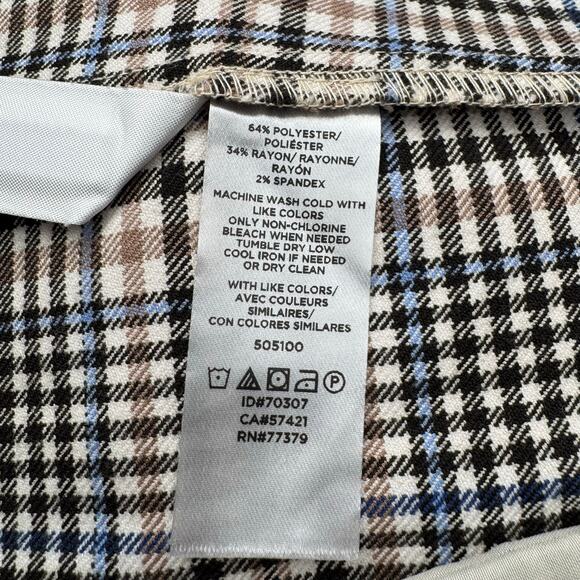 64% POLYESTER/
POLIÉSTER
34% RAYON/ RAYONNE/
RAYÓN
2% SPANDEX
MACHINE WASH COLD WITH
LIKE COLORS
ONLY NON-CHLORINE
BLEACH WHEN NEEDED
TUMBLE DRY LOW
COOL IRON IF NEEDED
OR DRY CLEAN
WITH LIKE COLORS/
AVEC COULEURS
SIMILAIRES/
CON COLORES SIMILARES
505100
P
ID#70307
CA#57421
RN#77379